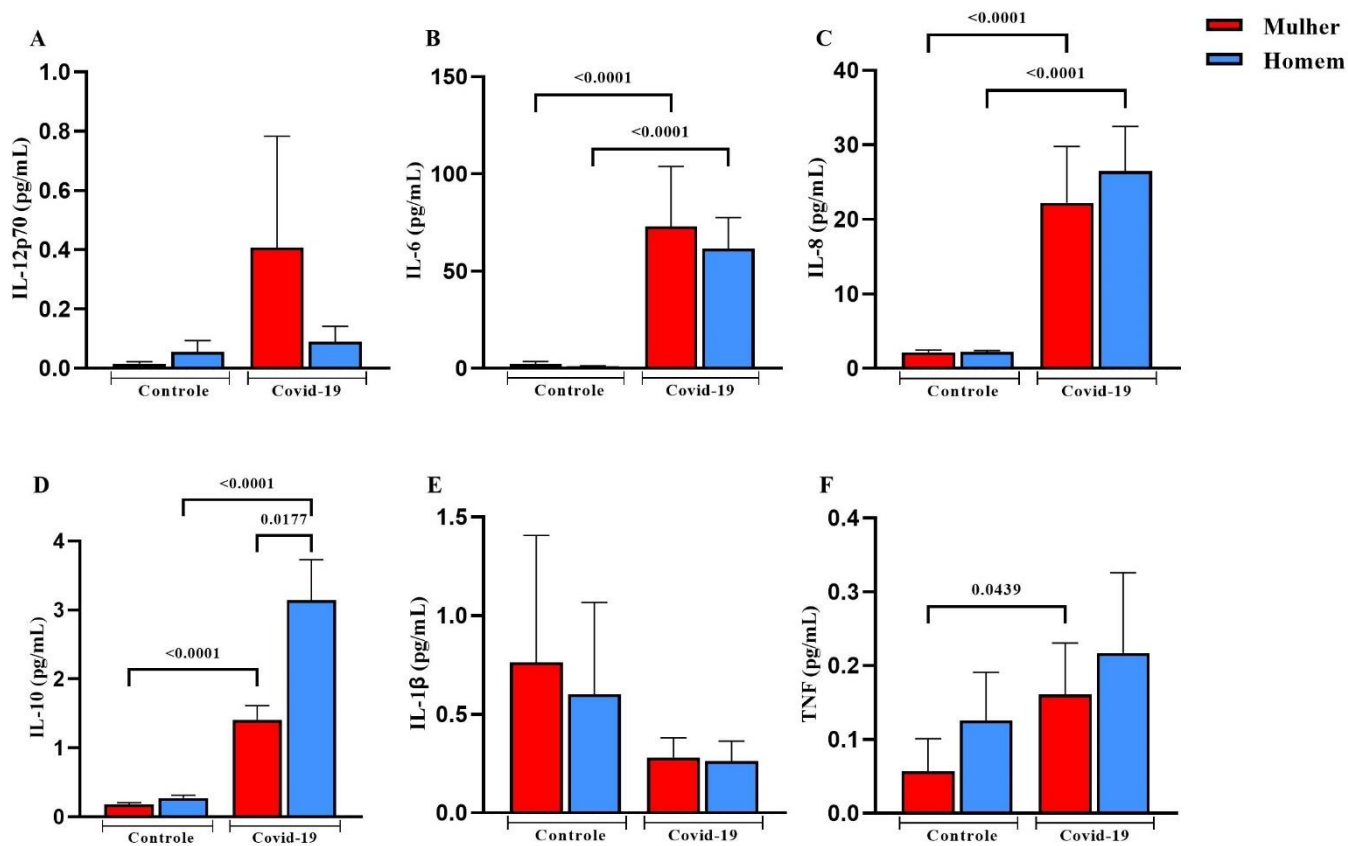 Mulher
Homem
A
IL-12p70 (pg/mL)
1.0
0.8
0.6
0.4
0.2
0.0
Controle
Covid-19
B
IL-6 (pg/mL)
150
100
50
0
<0.0001
<0.0001
Controle
Covid-19
C
IL-8 (pg/mL)
40
30
20
10
0
<0.0001
<0.0001
Controle
Covid-19
D
IL-10 (pg/mL)
4
3
2
1
0
<0.0001
0.0177
<0.0001
Controle
Covid-19
E
IL-1β (pg/mL)
1.5
1.0
0.5
0.0
Controle
Covid-19
F
TNF (pg/mL)
0.4
0.3
0.2
0.1
0.0
0.0439
Controle
Covid-19